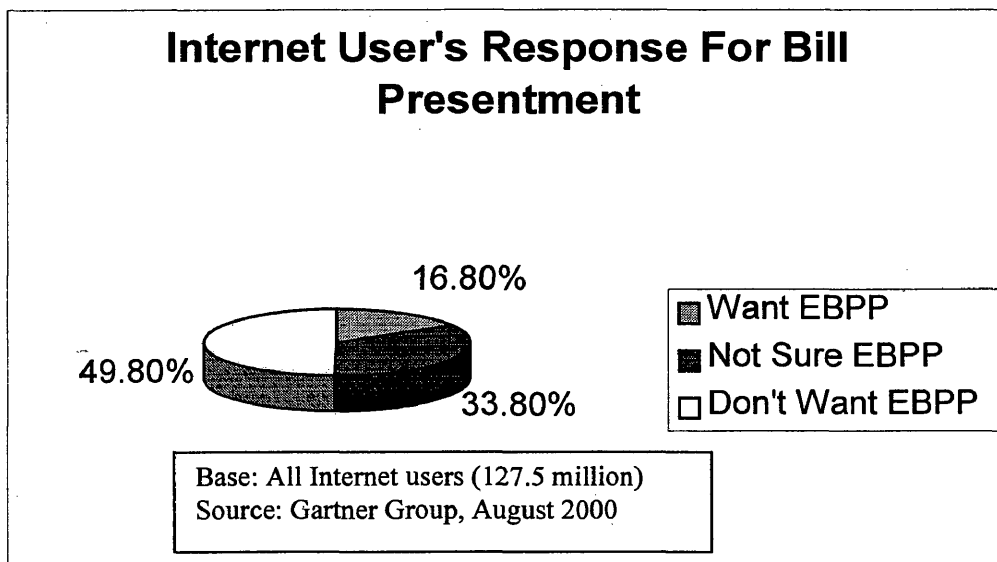 Internet User's Response For Bill
Presentment
16.80%
49.80%
33.80%
Want EBPP
Not Sure EBPP
Don't Want EBPP
Base: All Internet users (127.5 million)
Source: Gartner Group, August 2000